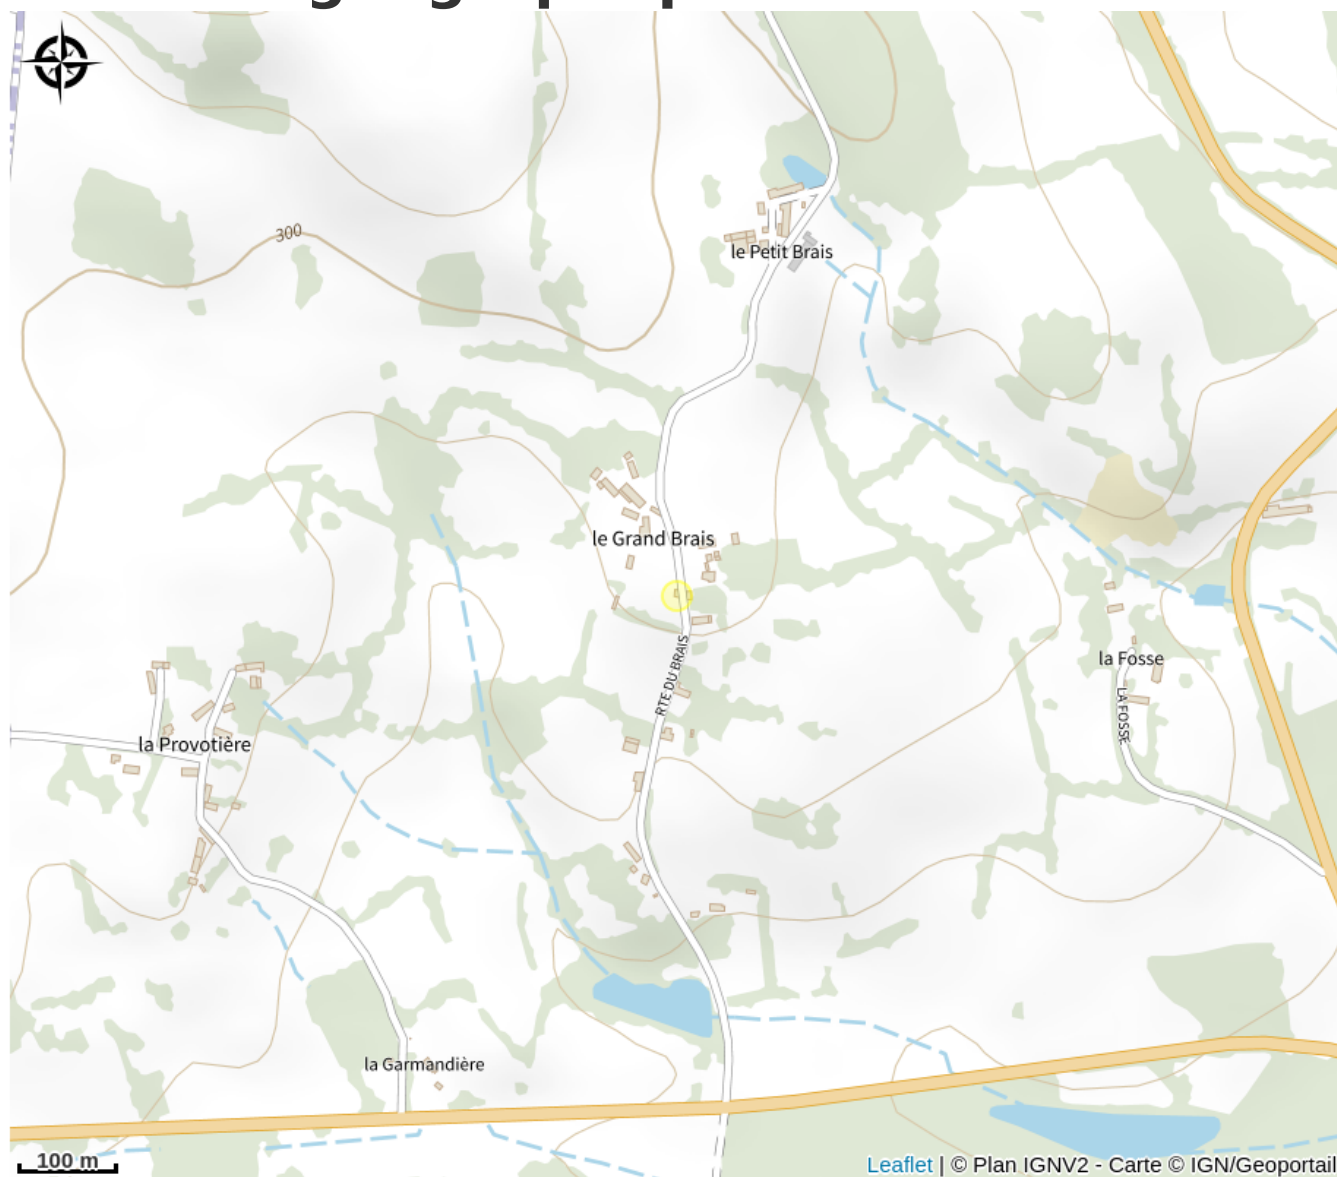 300
le Petit Brais
le Grand Brais
RTE DU BRAIS
la Fosse
LA FOSSE
la Provotière
la Garmandière
100 m
Leaflet | © Plan IGNV2 - Carte © IGN/Geoportail